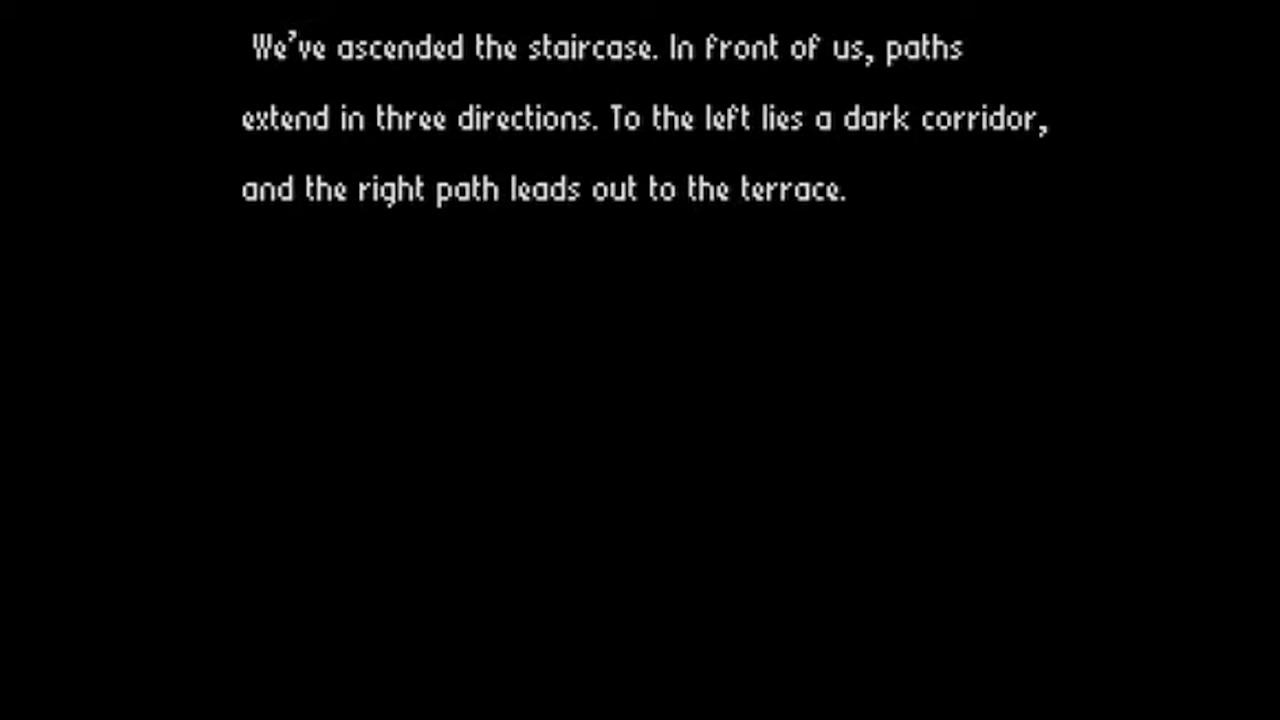 We've ascended the staircase. In front of us, paths
extend in three directions. To the left lies a dark corridor,
and the right path leads out to the terrace.